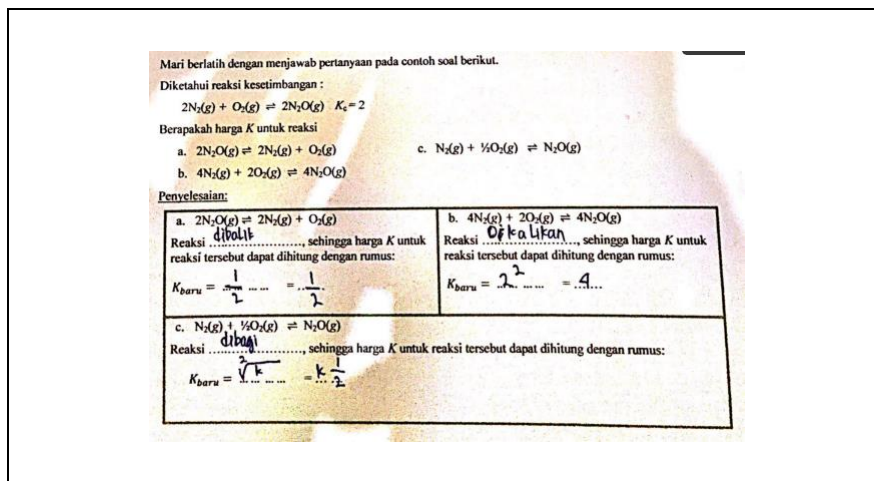 Mari berlatih dengan menjawab pertanyaan pada contoh soal berikut.
Diketahui reaksi kesetimbangan :
2N₂(g) + O₂(g) ⇌ 2N₂O(g) K꜀ = 2
Berapakah harga K untuk reaksi
a. 2N₂O(g) ⇌ 2N₂(g) + O₂(g)
c. N₂(g) + ½O₂(g) ⇌ N₂O(g)
b. 4N₂(g) + 2O₂(g) ⇌ 4N₂O(g)
Penyelesaian:
a. 2N₂O(g) ⇌ 2N₂(g) + O₂(g)
Reaksi dibalik, sehingga harga K untuk
reaksi tersebut dapat dihitung dengan rumus:
K_baru = 1/2 ... = 1/2
b. 4N₂(g) + 2O₂(g) ⇌ 4N₂O(g)
Reaksi Dikalikan, sehingga harga K untuk
reaksi tersebut dapat dihitung dengan rumus:
K_baru = 2² ... = 4
c. N₂(g) + ½O₂(g) ⇌ N₂O(g)
Reaksi dibagi, sehingga harga K untuk reaksi tersebut dapat dihitung dengan rumus:
K_baru = ²√k ... = k 1/2